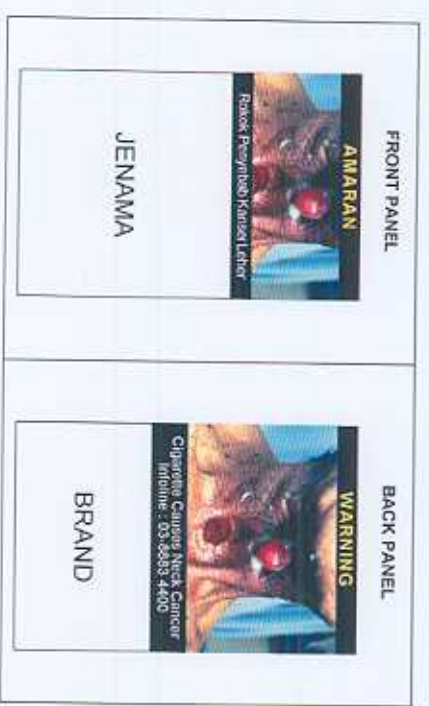 FRONT PANEL
AMARAN
Rokok Penyebab Kanser Leher
JENAMA
BACK PANEL
WARNING
Cigarette Causes Neck Cancer
Infoline : 03-8883 4400
BRAND